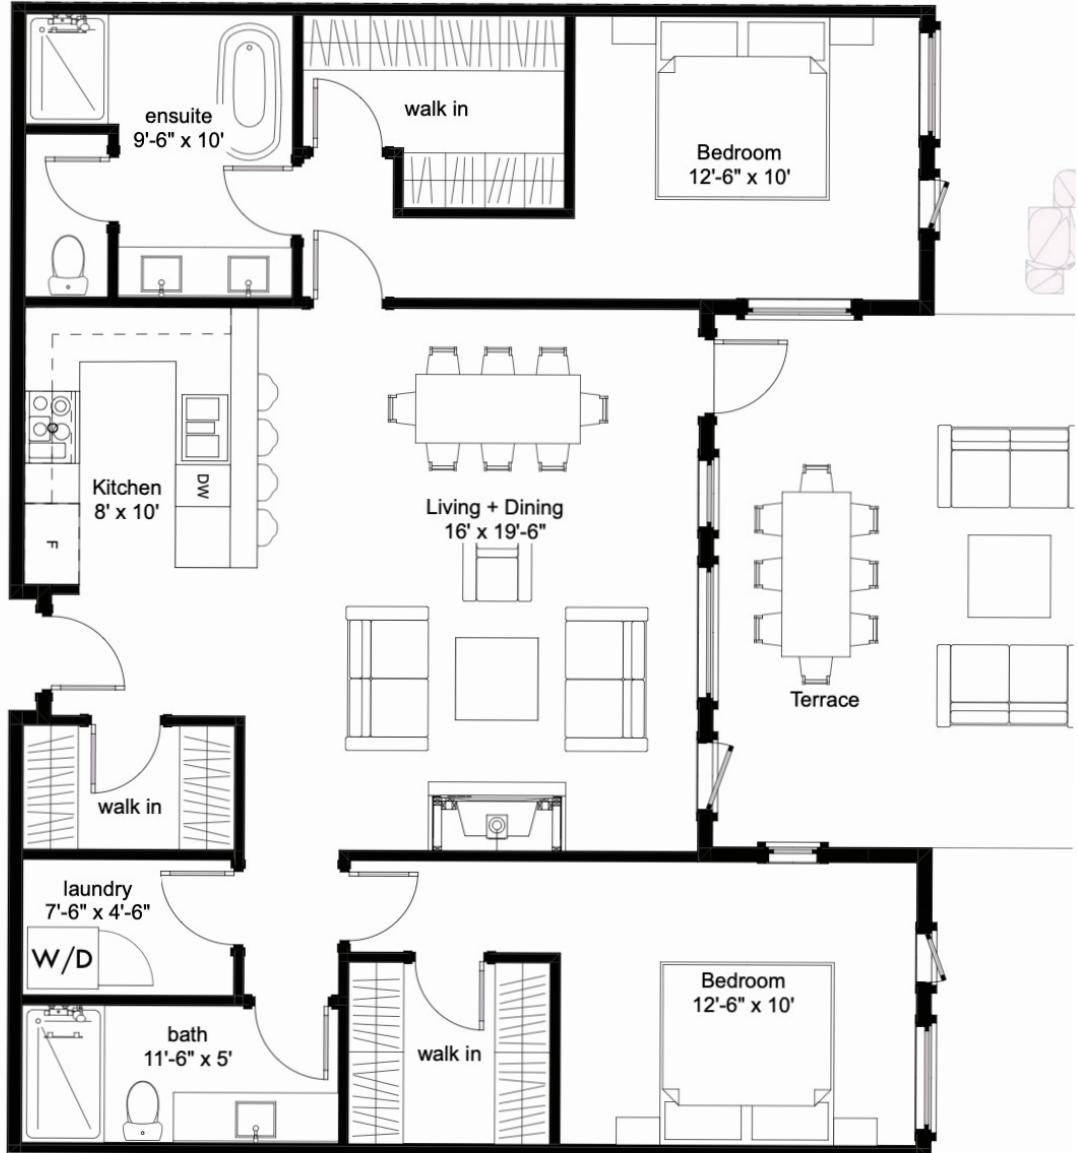 ensuite
9'-6" x 10'
walk in
Bedroom
12'-6" x 10'
Kitchen
8' x 10'
DW
F
Living + Dining
16' x 19'-6"
Terrace
walk in
laundry
7'-6" x 4'-6"
W/D
bath
11'-6" x 5'
walk in
Bedroom
12'-6" x 10'